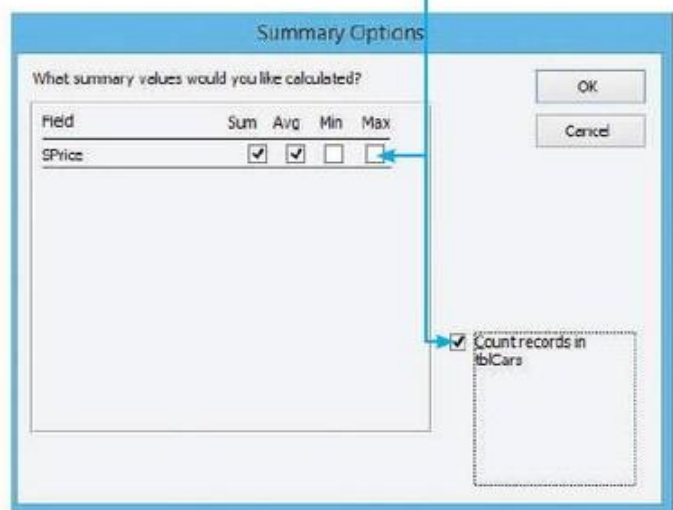 Summary Options
What summary values would you like calculated?
OK
Field Sum Avg Min Max
Cancel
SPrice
Count records in
tblCars